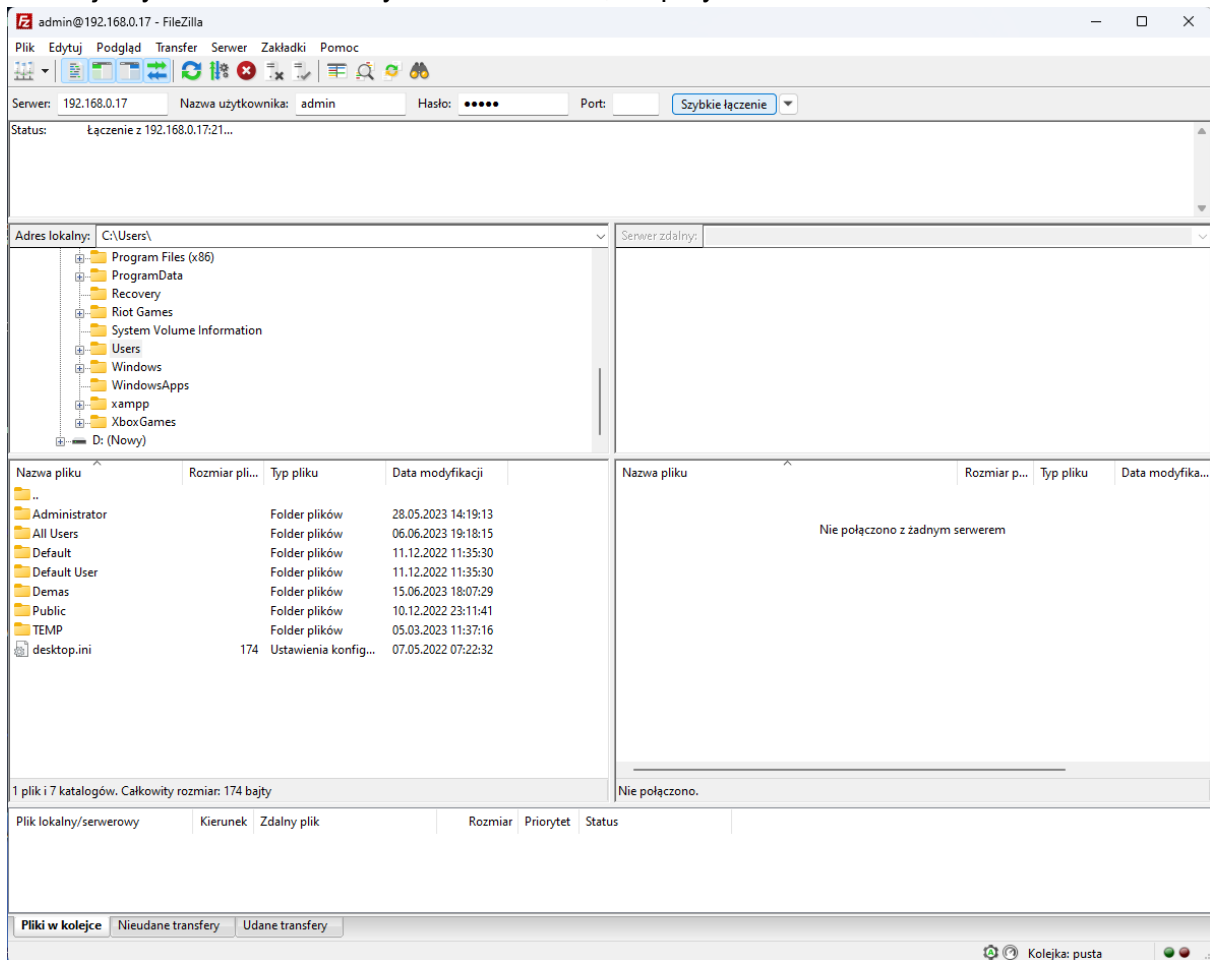 admin@192.168.0.17 - FileZilla
Plik Edytuj Podgląd Transfer Serwer Zakładki Pomoc
Serwer: 192.168.0.17 Nazwa użytkownika: admin Hasło: ●●●●● Port: Szybkie łączenie
Status: Łączenie z 192.168.0.17:21...
Adres lokalny: C:\Users\ Serwer zdalny:
Program Files (x86)
ProgramData
Recovery
Riot Games
System Volume Information
Users
Windows
WindowsApps
xampp
XboxGames
D: (Nowy)
Nazwa pliku Rozmiar pli... Typ pliku Data modyfikacji Nazwa pliku Rozmiar p... Typ pliku Data modyfika...
..
Administrator Folder plików 28.05.2023 14:19:13
All Users Folder plików 06.06.2023 19:18:15
Nie połączono z żadnym serwerem
Default Folder plików 11.12.2022 11:35:30
Default User Folder plików 11.12.2022 11:35:30
Demas Folder plików 15.06.2023 18:07:29
Public Folder plików 10.12.2022 23:11:41
TEMP Folder plików 05.03.2023 11:37:16
desktop.ini 174 Ustawienia konfig... 07.05.2022 07:22:32
1 plik i 7 katalogów. Całkowity rozmiar: 174 bajty Nie połączono.
Plik lokalny/serwerowy Kierunek Zdalny plik Rozmiar Priorytet Status
Pliki w kolejce Nieudane transfery Udane transfery
Kolejka: pusta